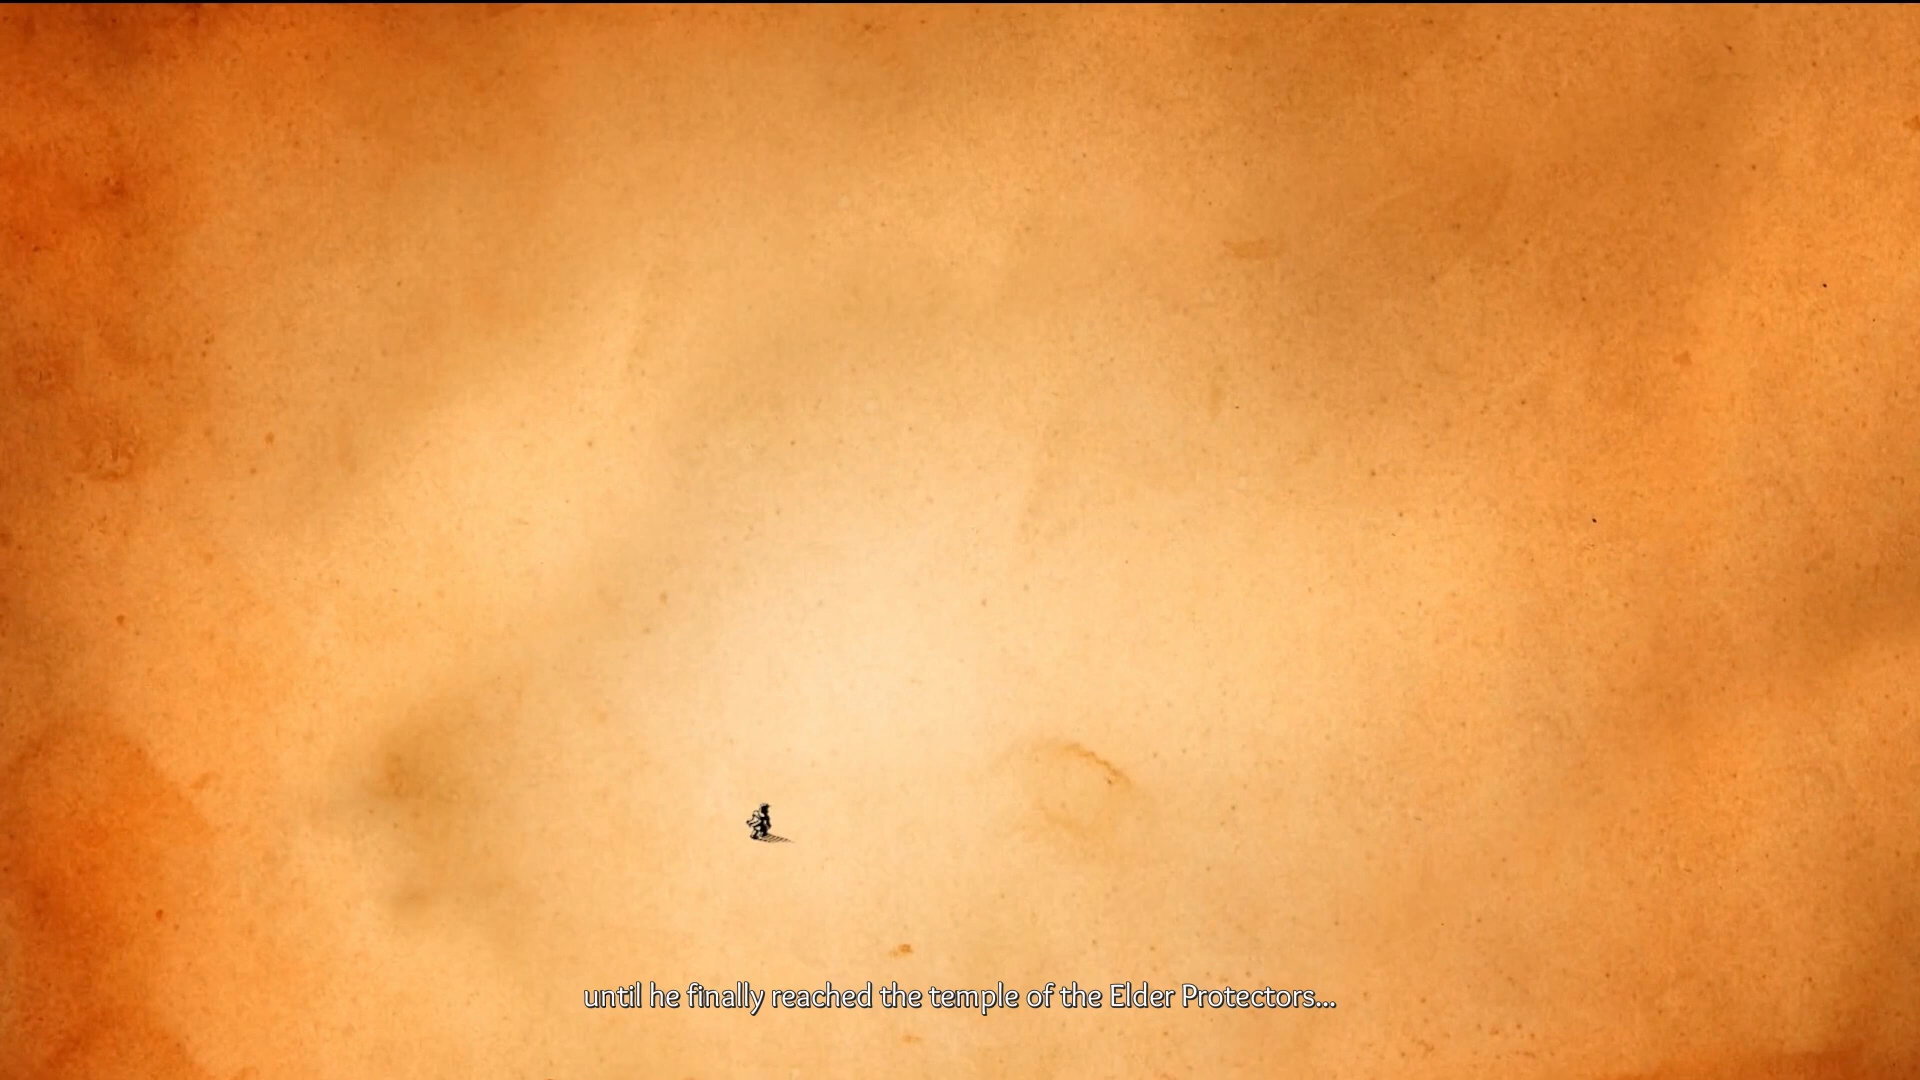 until he finally reached the temple of the Elder Protectors...